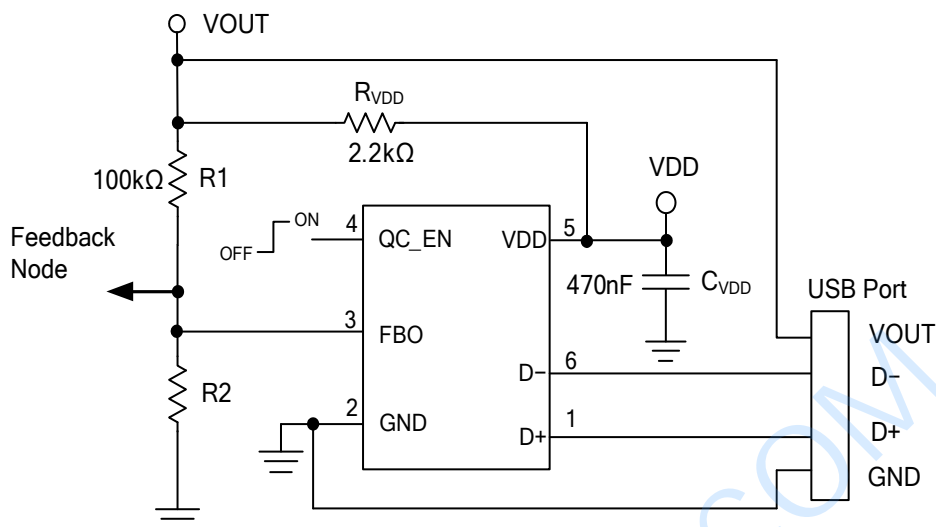 VOUT
RVDD
2.2kΩ
100kΩ R1
VDD
ON
OFF
4 QC_EN
VDD 5
Feedback
Node
470nF CVDD
USB Port
3 FBO
VOUT
D− 6
D−
R2
2 GND
D+ 1
D+
GND
COM